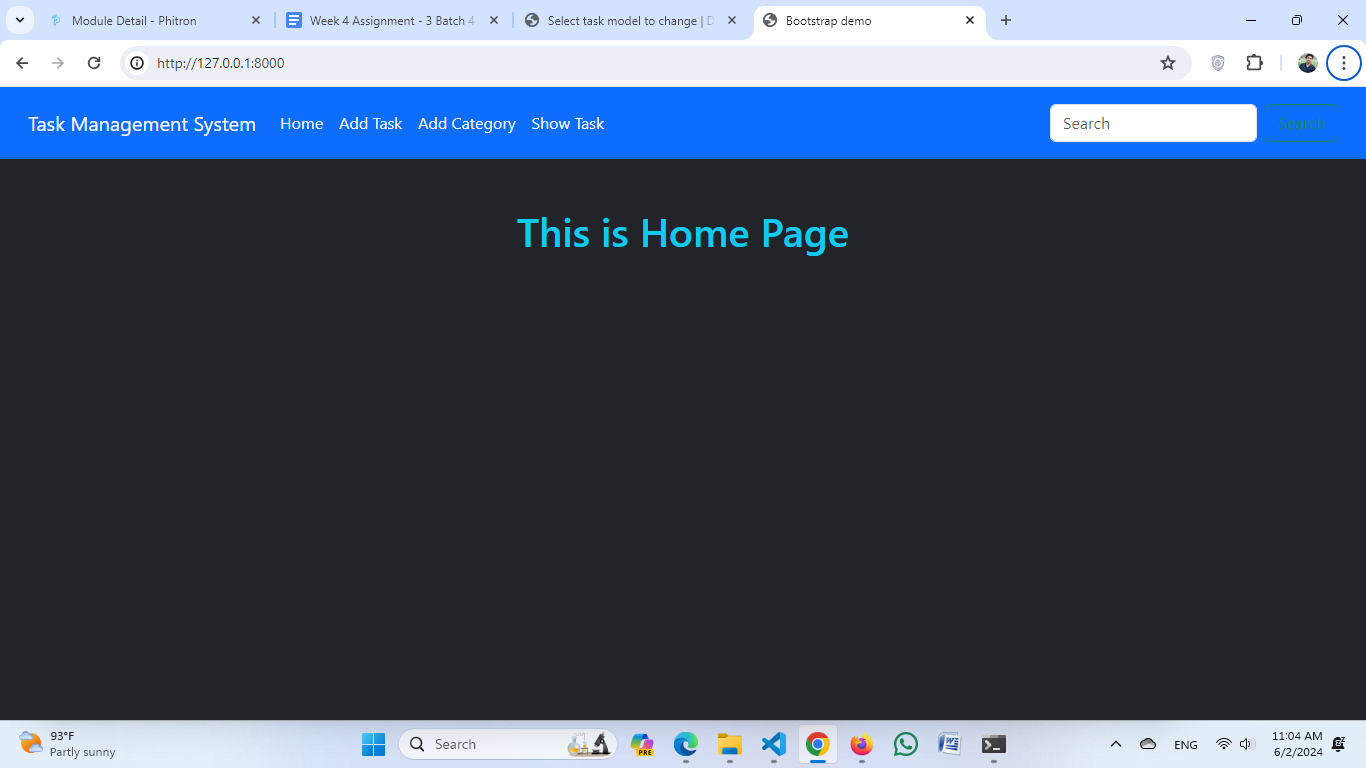 Module Detail - Phitron
Week 4 Assignment - 3 Batch 4
Select task model to change | D
Bootstrap demo
http://127.0.0.1:8000
Task Management System
Home
Add Task
Add Category
Show Task
Search
Search
This is Home Page
93°F
Partly sunny
Search
PRE
ENG
11:04 AM
6/2/2024